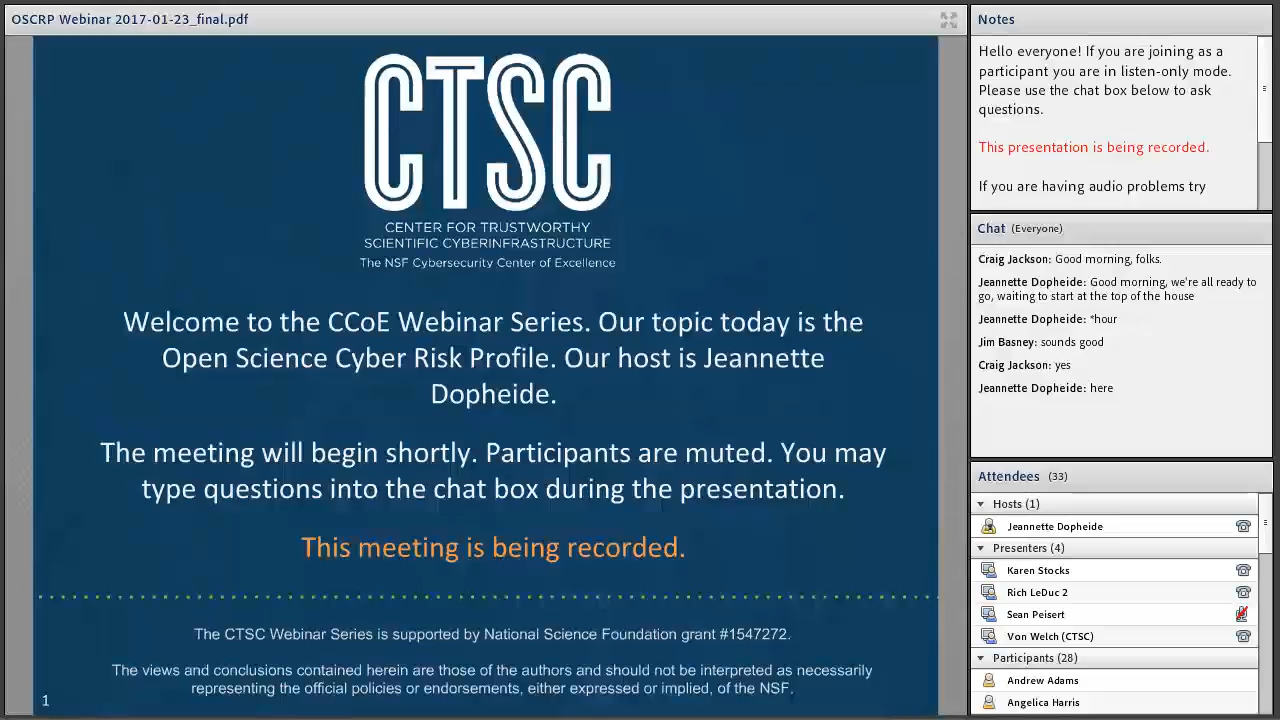 OSCRP Webinar 2017-01-23_final.pdf
CTSC
CENTER FOR TRUSTWORTHY
SCIENTIFIC CYBERINFRASTRUCTURE
The NSF Cybersecurity Center of Excellence
Welcome to the CCoE Webinar Series. Our topic today is the
Open Science Cyber Risk Profile. Our host is Jeannette
Dopheide.
The meeting will begin shortly. Participants are muted. You may
type questions into the chat box during the presentation.
This meeting is being recorded.
The CTSC Webinar Series is supported by National Science Foundation grant #1547272.
The views and conclusions contained herein are those of the authors and should not be interpreted as necessarily
representing the official policies or endorsements, either expressed or implied, of the NSF.
1
Notes
Hello everyone! If you are joining as a
participant you are in listen-only mode.
Please use the chat box below to ask
questions.
This presentation is being recorded.
If you are having audio problems try
Chat (Everyone)
Craig Jackson: Good morning, folks.
Jeannette Dopheide: Good morning, we're all ready to
go, waiting to start at the top of the house
Jeannette Dopheide: *hour
Jim Basney: sounds good
Craig Jackson: yes
Jeannette Dopheide: here
Attendees (33)
Hosts (1)
Jeannette Dopheide
Presenters (4)
Karen Stocks
Rich LeDuc 2
Sean Peisert
Von Welch (CTSC)
Participants (28)
Andrew Adams
Angelica Harris